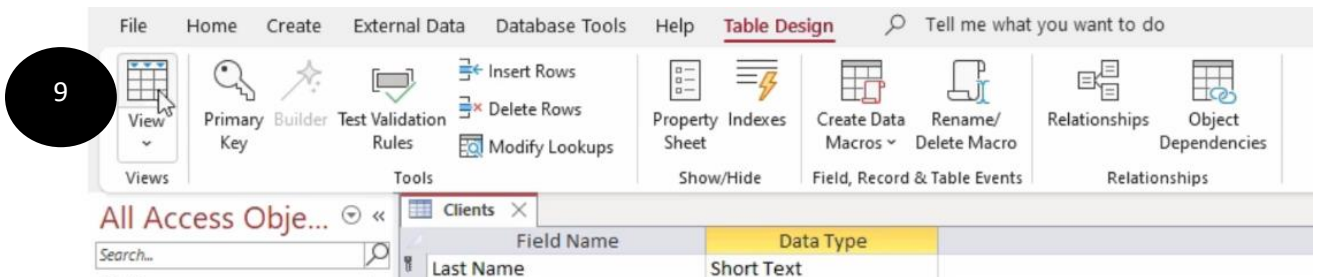 File Home Create External Data Database Tools Help Table Design Tell me what you want to do
9
View
Primary Key
Builder
Test Validation Rules
Insert Rows
Delete Rows
Modify Lookups
Property Sheet
Indexes
Create Data Macros
Rename/ Delete Macro
Relationships
Object Dependencies
Views Tools Show/Hide Field, Record & Table Events Relationships
All Access Obje...
Clients
Search...
Field Name Data Type
Last Name Short Text